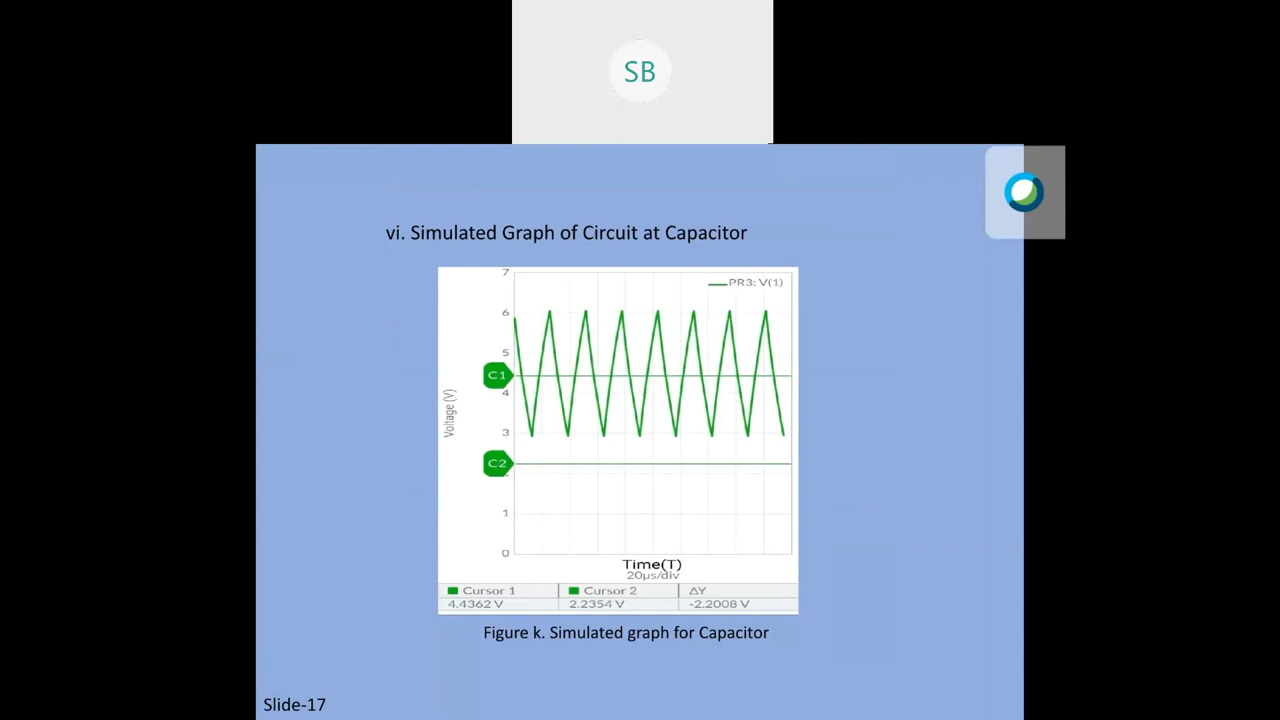 SB
vi. Simulated Graph of Circuit at Capacitor
7
PR3: V(1)
6
5
C1
4
Voltage (V)
3
C2
1
0
Time(T)
20µs/div
Cursor 1 Cursor 2 ΔY
4.4362 V 2.2354 V -2.2008 V
Figure k. Simulated graph for Capacitor
Slide-17